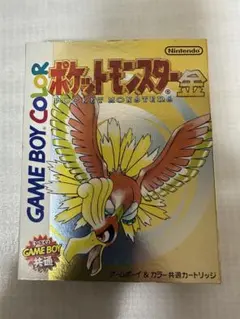 Nintendo
ポケットモンスター 金
POCKET MONSTERS
GAME BOY COLOR
GAME BOY
共通
ゲームボーイ&カラー共通カートリッジ